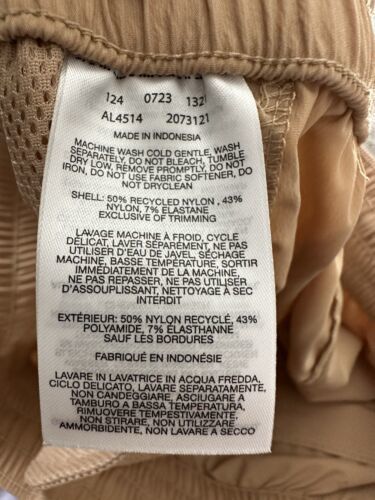 124 0723 132
AL4514 2073121
MADE IN INDONESIA
MACHINE WASH COLD GENTLE, WASH
SEPARATELY, DO NOT BLEACH, TUMBLE
DRY LOW, REMOVE PROMPTLY, DO NOT
IRON, DO NOT USE FABRIC SOFTENER, DO
NOT DRYCLEAN
SHELL: 50% RECYCLED NYLON, 43%
NYLON, 7% ELASTANE
EXCLUSIVE OF TRIMMING
LAVAGE MACHINE À FROID, CYCLE
DÉLICAT, LAVER SÉPARÉMENT, NE PAS
UTILISER D'EAU DE JAVEL, SÉCHAGE
MACHINE, BASSE TEMPÉRATURE, SORTIR
IMMÉDIATEMENT DE LA MACHINE,
NE PAS REPASSER, NE PAS UTILISER
D'ASSOUPLISSANT, NETTOYAGE À SEC
INTERDIT
EXTÉRIEUR: 50% NYLON RECYCLÉ, 43%
POLYAMIDE, 7% ÉLASTHANNE
SAUF LES BORDURES
FABRIQUÉ EN INDONÉSIE
LAVARE IN LAVATRICE IN ACQUA FREDDA,
CICLO DELICATO, LAVARE SEPARATAMENTE,
NON CANDEGGIARE, ASCIUGARE A
TAMBURO A BASSA TEMPERATURA,
RIMUOVERE TEMPESTIVAMENTE,
NON STIRARE, NON UTILIZZARE
AMMORBIDENTE, NON LAVARE A SECCO